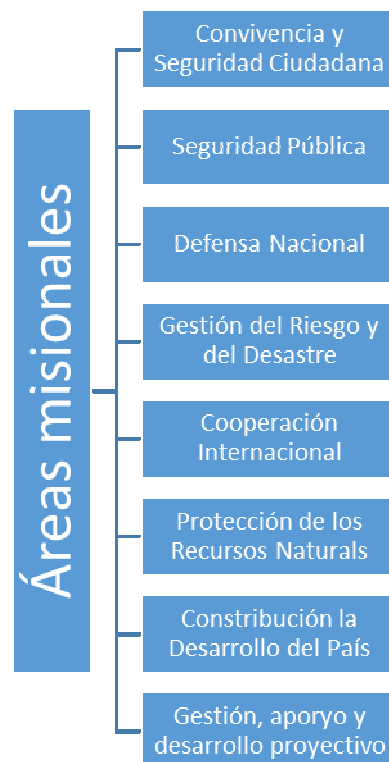 Áreas misionales
Convivencia y
Seguridad Ciudadana
Seguridad Pública
Defensa Nacional
Gestión del Riesgo y
del Desastre
Cooperación
Internacional
Protección de los
Recursos Naturals
Constribución la
Desarrollo del País
Gestión, aporyo y
desarrollo proyectivo